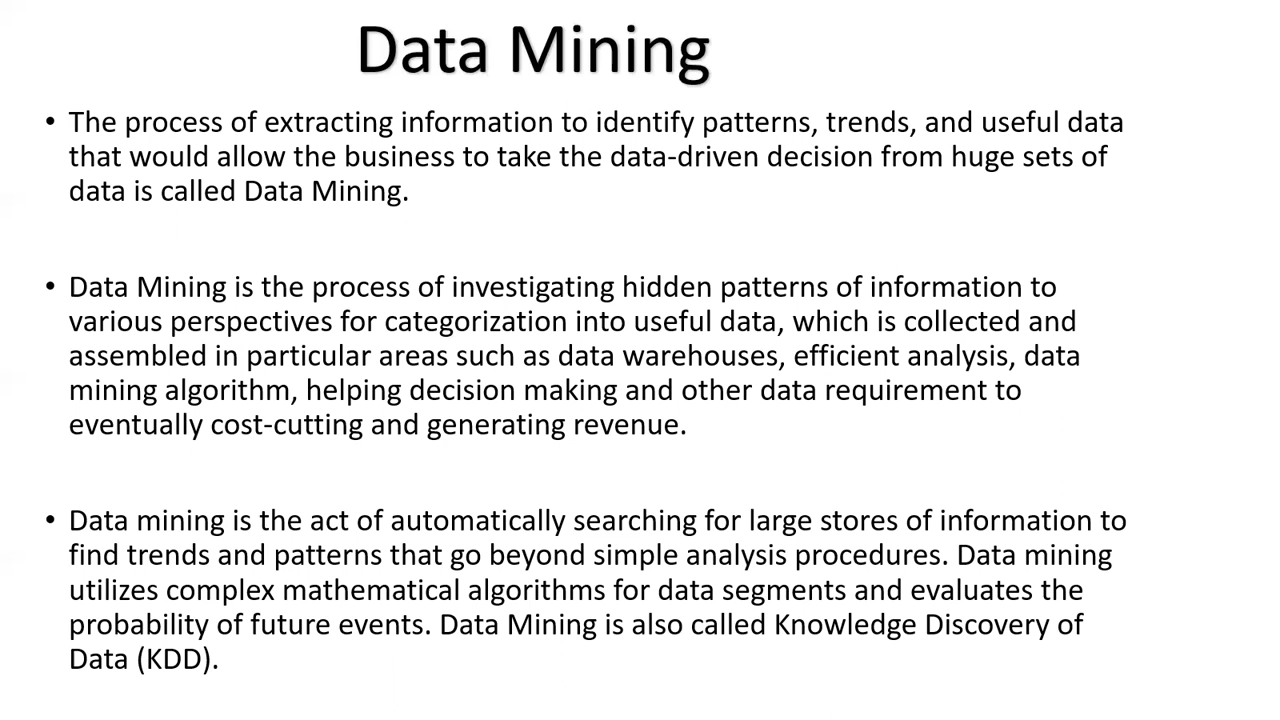 Data Mining
• The process of extracting information to identify patterns, trends, and useful data
that would allow the business to take the data-driven decision from huge sets of
data is called Data Mining.
• Data Mining is the process of investigating hidden patterns of information to
various perspectives for categorization into useful data, which is collected and
assembled in particular areas such as data warehouses, efficient analysis, data
mining algorithm, helping decision making and other data requirement to
eventually cost-cutting and generating revenue.
• Data mining is the act of automatically searching for large stores of information to
find trends and patterns that go beyond simple analysis procedures. Data mining
utilizes complex mathematical algorithms for data segments and evaluates the
probability of future events. Data Mining is also called Knowledge Discovery of
Data (KDD).